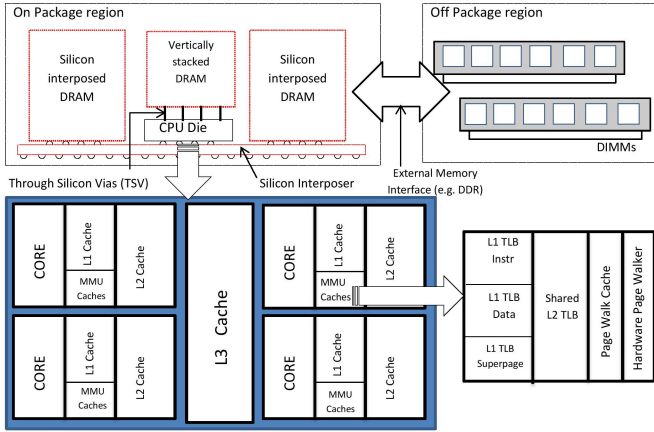 On Package region
Off Package region
Silicon
interposed
DRAM
Vertically
stacked
DRAM
Silicon
interposed
DRAM
CPU Die
DIMMs
Through Silicon Vias (TSV)
Silicon Interposer
External Memory
Interface (e.g. DDR)
CORE
L1 Cache
MMU
Caches
L2 Cache
L3 Cache
CORE
L1 Cache
MMU
Caches
L2 Cache
CORE
L1 Cache
MMU
Caches
L2 Cache
CORE
L1 Cache
MMU
Caches
L2 Cache
L1 TLB
Instr
L1 TLB
Data
L1 TLB
Superpage
Shared
L2 TLB
Page Walk Cache
Hardware Page Walker